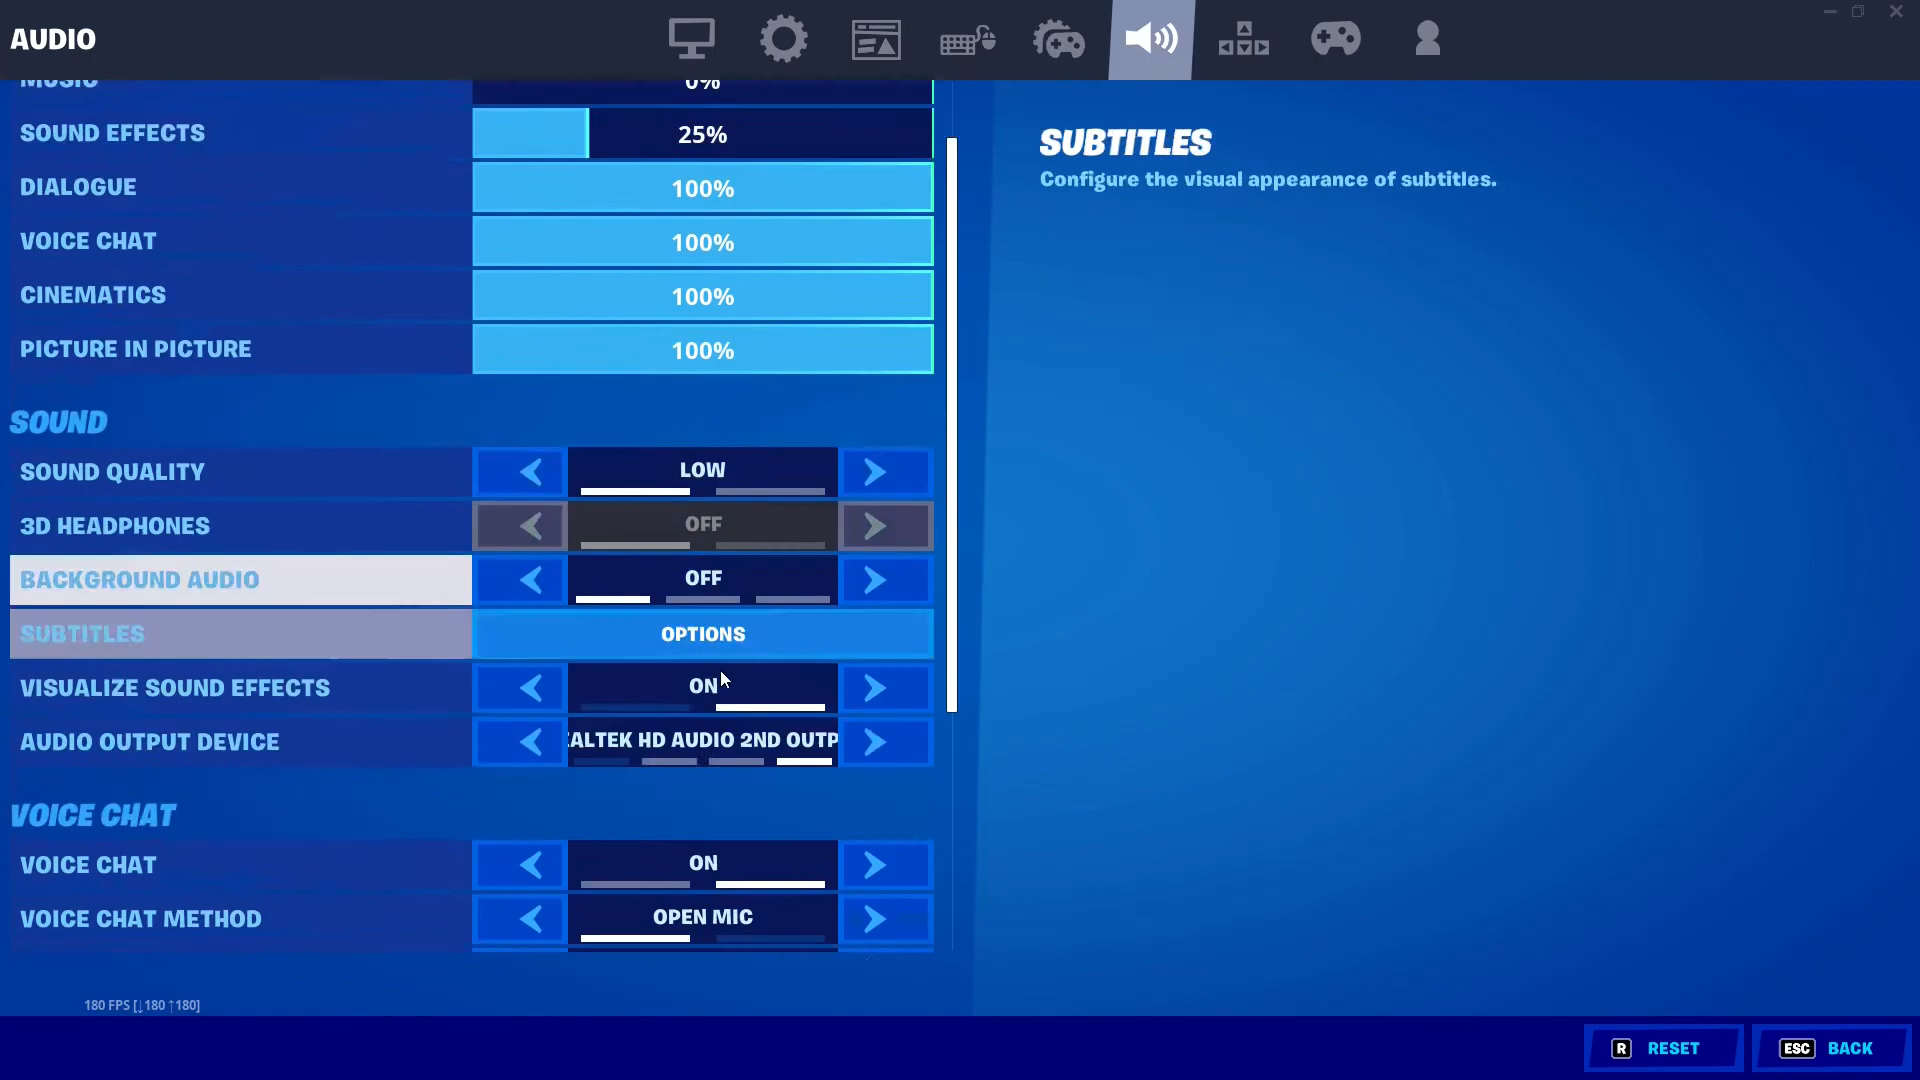 AUDIO
MUSIC 0%
SOUND EFFECTS 25%
DIALOGUE 100%
VOICE CHAT 100%
CINEMATICS 100%
PICTURE IN PICTURE 100%
SOUND
SOUND QUALITY LOW
3D HEADPHONES OFF
BACKGROUND AUDIO OFF
SUBTITLES OPTIONS
VISUALIZE SOUND EFFECTS ON
AUDIO OUTPUT DEVICE EALTEK HD AUDIO 2ND OUTP
VOICE CHAT
VOICE CHAT ON
VOICE CHAT METHOD OPEN MIC
SUBTITLES
Configure the visual appearance of subtitles.
180 FPS [↓180 ↑180]
R RESET
ESC BACK